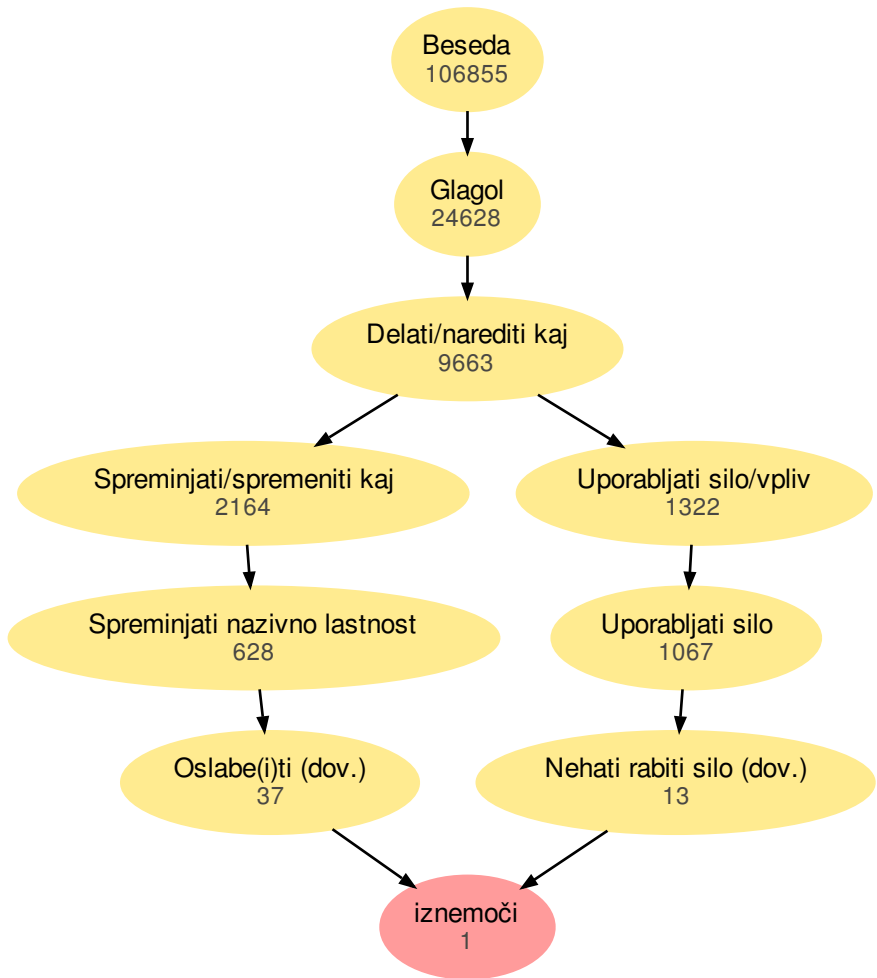 Beseda
106855
Glagol
24628
Delati/narediti kaj
9663
Spreminjati/spremeniti kaj
2164
Uporabljati silo/vpliv
1322
Spreminjati nazivno lastnost
628
Uporabljati silo
1067
Oslabe(i)ti (dov.)
37
Nehati rabiti silo (dov.)
13
iznemoči
1